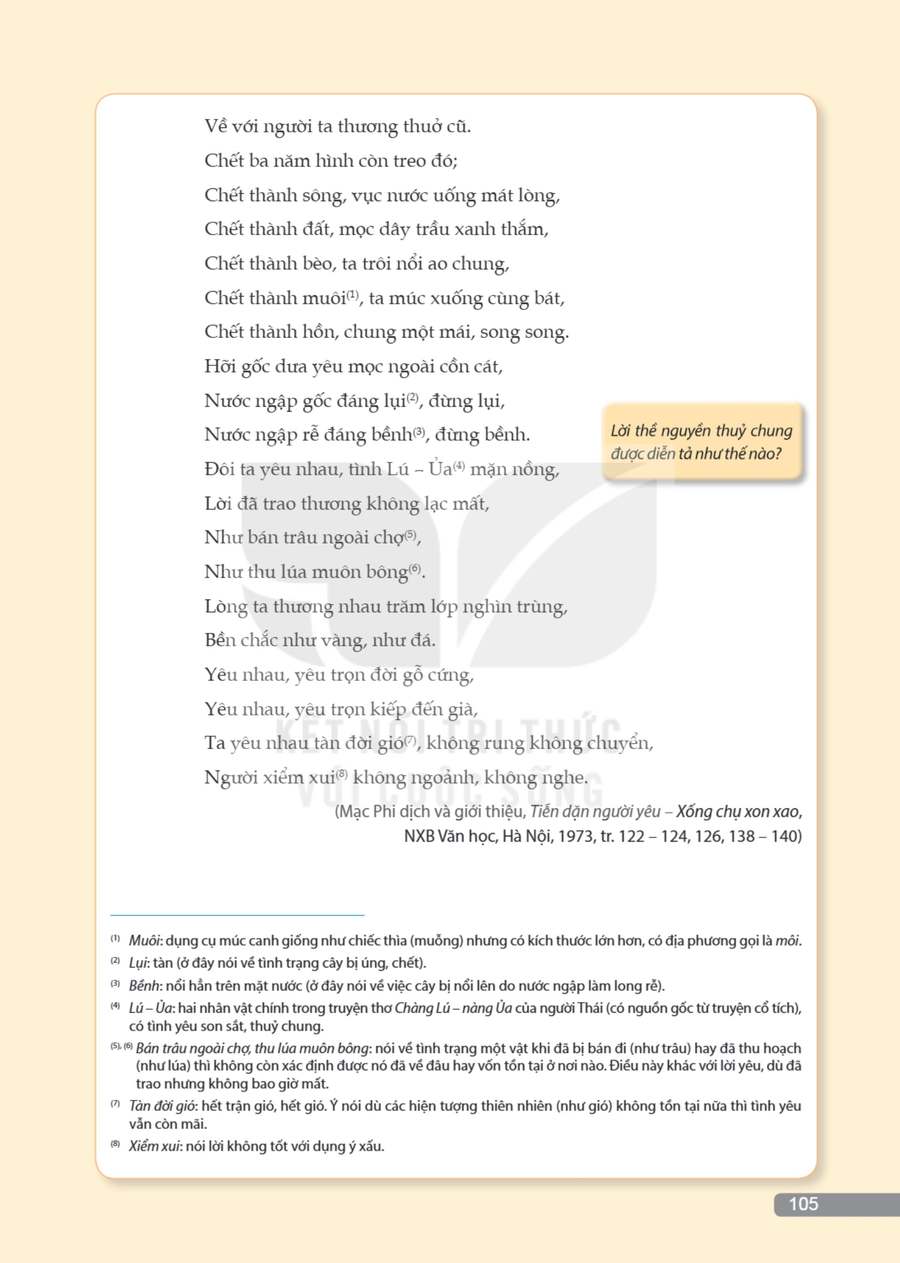 Về với người ta thương thuở cũ.
Chết ba năm hình còn treo đó;
Chết thành sông, vục nước uống mát lòng,
Chết thành đất, mọc dây trầu xanh thắm,
Chết thành bèo, ta trôi nổi ao chung,
Chết thành muôi⁽¹⁾, ta múc xuống cùng bát,
Chết thành hồn, chung một mái, song song.
Hỡi gốc dưa yêu mọc ngoài cồn cát,
Nước ngập gốc đáng lụi⁽²⁾, đừng lụi,
Nước ngập rễ đáng bềnh⁽³⁾, đừng bềnh.
Lời thề nguyền thuỷ chung
được diễn tả như thế nào?
Đôi ta yêu nhau, tình Lú – Ủa⁽⁴⁾ mặn nồng,
Lời đã trao thương không lạc mất,
Như bán trâu ngoài chợ⁽⁵⁾,
Như thu lúa muôn bông⁽⁶⁾.
Lòng ta thương nhau trăm lớp nghìn trùng,
Bền chắc như vàng, như đá.
Yêu nhau, yêu trọn đời gỗ cứng,
Yêu nhau, yêu trọn kiếp đến già,
Ta yêu nhau tàn đời gió⁽⁷⁾, không rung không chuyển,
Người xiểm xui⁽⁸⁾ không ngoảnh, không nghe.
KẾT NỐI TRI THỨC
VỚI CUỘC SỐNG
(Mạc Phi dịch và giới thiệu, Tiễn dặn người yêu – Xống chụ xon xao,
NXB Văn học, Hà Nội, 1973, tr. 122 – 124, 126, 138 – 140)
(1) Muôi: dụng cụ múc canh giống như chiếc thìa (muỗng) nhưng có kích thước lớn hơn, có địa phương gọi là môi.
(2) Lụi: tàn (ở đây nói về tình trạng cây bị úng, chết).
(3) Bềnh: nổi hẳn trên mặt nước (ở đây nói về việc cây bị nổi lên do nước ngập làm long rễ).
(4) Lú – Ủa: hai nhân vật chính trong truyện thơ Chàng Lú – nàng Ủa của người Thái (có nguồn gốc từ truyện cổ tích),
có tình yêu son sắt, thuỷ chung.
(5), (6) Bán trâu ngoài chợ, thu lúa muôn bông: nói về tình trạng một vật khi đã bị bán đi (như trâu) hay đã thu hoạch
(như lúa) thì không còn xác định được nó đã về đâu hay vốn tồn tại ở nơi nào. Điều này khác với lời yêu, dù đã
trao nhưng không bao giờ mất.
(7) Tàn đời gió: hết trận gió, hết gió. Ý nói dù các hiện tượng thiên nhiên (như gió) không tồn tại nữa thì tình yêu
vẫn còn mãi.
(8) Xiểm xui: nói lời không tốt với dụng ý xấu.
105